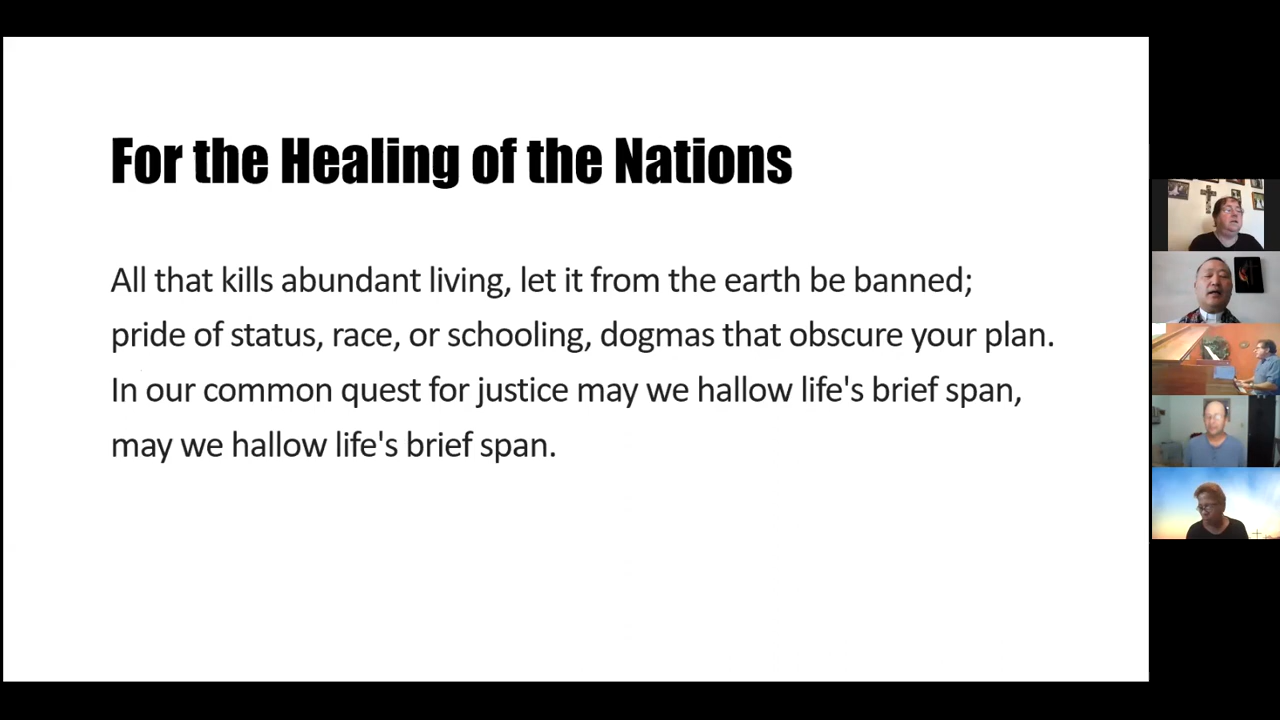 For the Healing of the Nations
All that kills abundant living, let it from the earth be banned;
pride of status, race, or schooling, dogmas that obscure your plan.
In our common quest for justice may we hallow life's brief span,
may we hallow life's brief span.